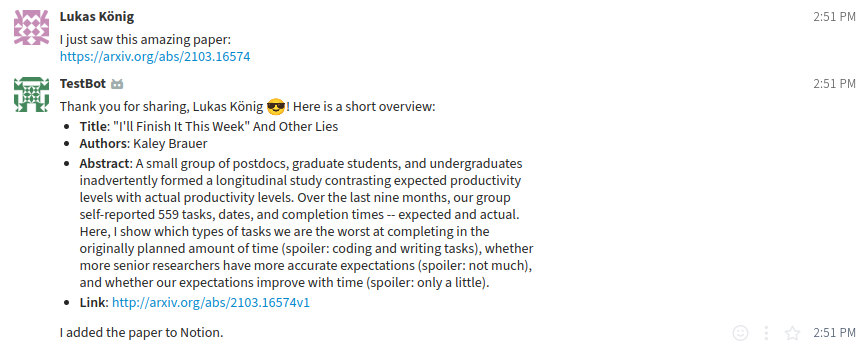 Lukas König 2:51 PM
I just saw this amazing paper:
https://arxiv.org/abs/2103.16574
TestBot 2:51 PM
Thank you for sharing, Lukas König 😎! Here is a short overview:
• Title: "I'll Finish It This Week" And Other Lies
• Authors: Kaley Brauer
• Abstract: A small group of postdocs, graduate students, and undergraduates
inadvertently formed a longitudinal study contrasting expected productivity
levels with actual productivity levels. Over the last nine months, our group
self-reported 559 tasks, dates, and completion times -- expected and actual.
Here, I show which types of tasks we are the worst at completing in the
originally planned amount of time (spoiler: coding and writing tasks), whether
more senior researchers have more accurate expectations (spoiler: not much),
and whether our expectations improve with time (spoiler: only a little).
• Link: http://arxiv.org/abs/2103.16574v1
I added the paper to Notion. 2:51 PM